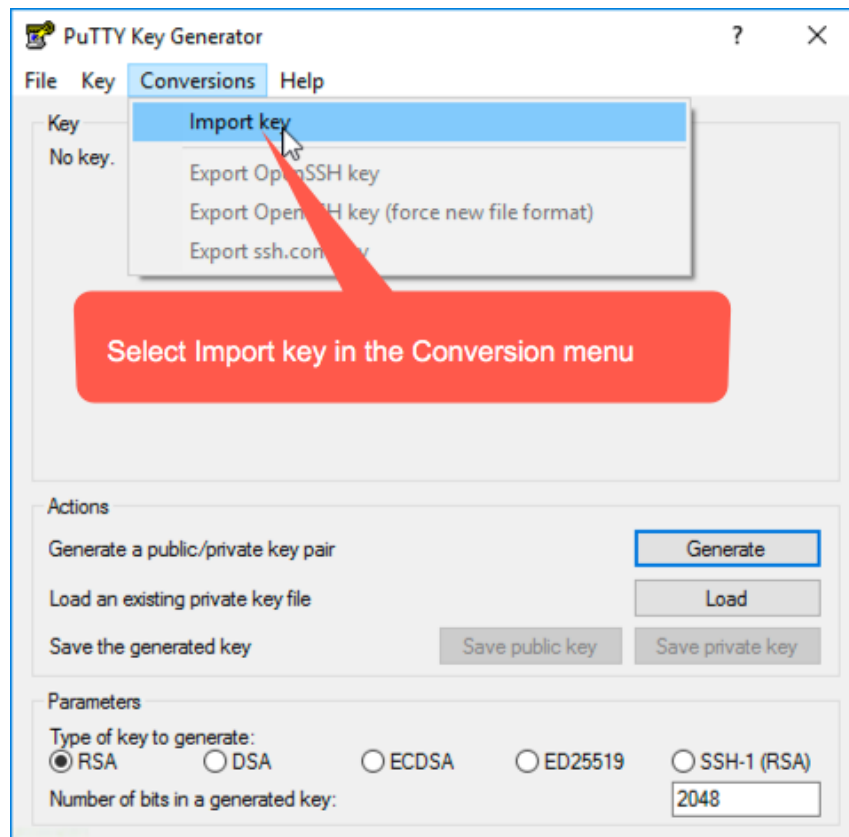 PuTTY Key Generator ?
File Key Conversions Help
Key
No key.
Import key
Export OpenSSH key
Export Open H key (force new file format)
Export ssh.com y
Select Import key in the Conversion menu
Actions
Generate a public/private key pair Generate
Load an existing private key file Load
Save the generated key Save public key Save private key
Parameters
Type of key to generate:
RSA DSA ECDSA ED25519 SSH-1 (RSA)
Number of bits in a generated key: 2048